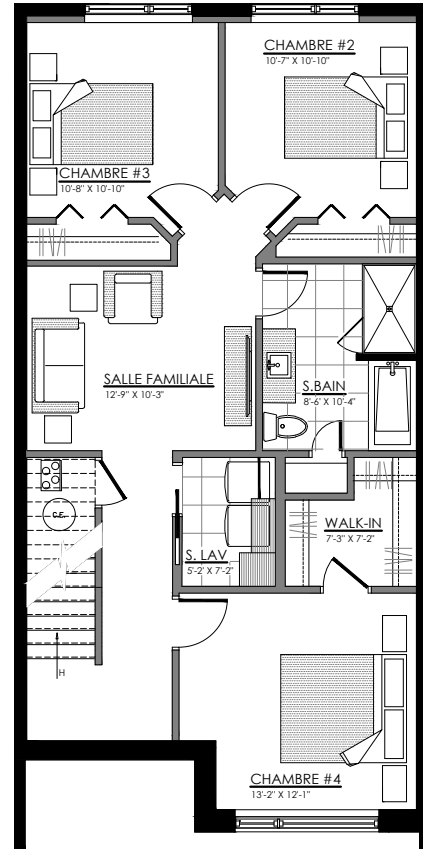 CHAMBRE #2
10'-7" X 10'-10"
CHAMBRE #3
10'-8" X 10'-10"
SALLE FAMILIALE
12'-9" X 10'-3"
S.BAIN
8'-6" X 10'-4"
C.E.
WALK-IN
7'-3" X 7'-2"
S. LAV
5'-2" X 7'-2"
H
CHAMBRE #4
13'-2" X 12'-1"